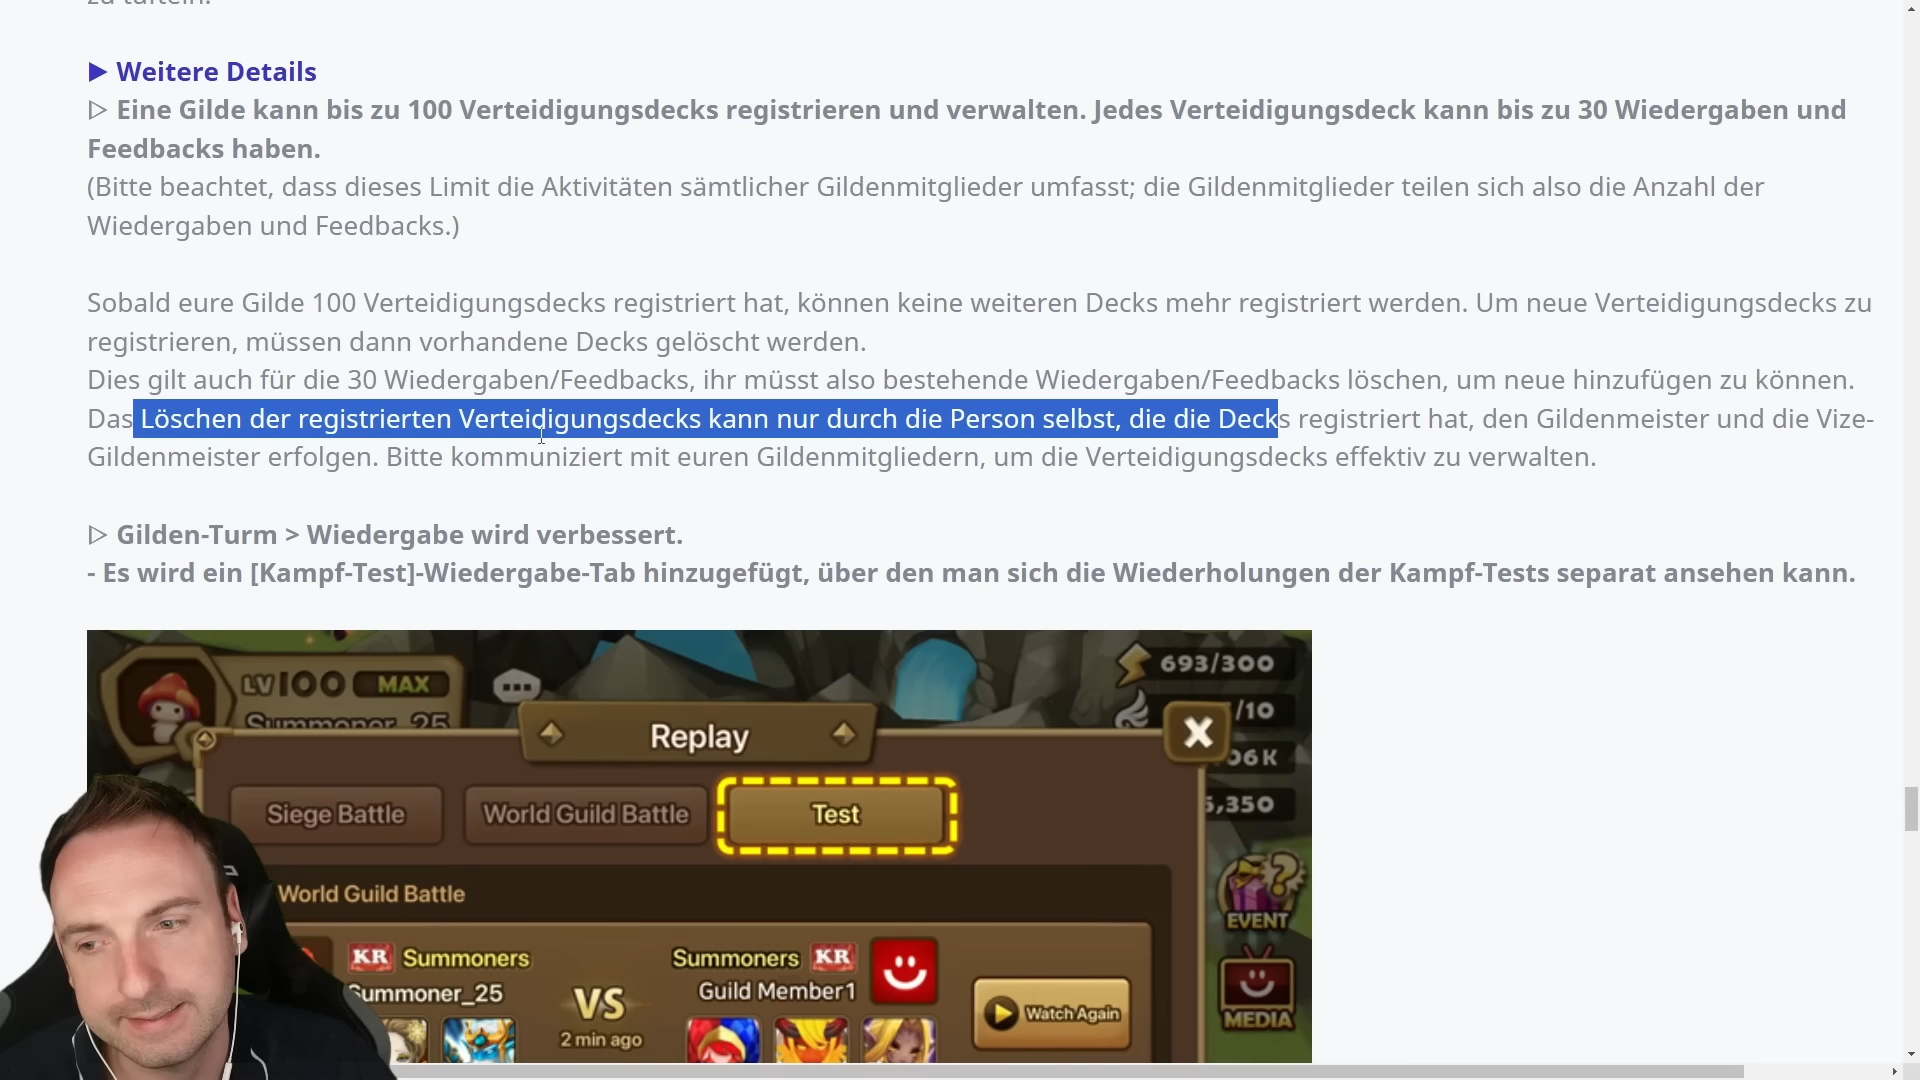 zu tüfteln.
▶ Weitere Details
▷ Eine Gilde kann bis zu 100 Verteidigungsdecks registrieren und verwalten. Jedes Verteidigungsdeck kann bis zu 30 Wiedergaben und
Feedbacks haben.
(Bitte beachtet, dass dieses Limit die Aktivitäten sämtlicher Gildenmitglieder umfasst; die Gildenmitglieder teilen sich also die Anzahl der
Wiedergaben und Feedbacks.)
Sobald eure Gilde 100 Verteidigungsdecks registriert hat, können keine weiteren Decks mehr registriert werden. Um neue Verteidigungsdecks zu
registrieren, müssen dann vorhandene Decks gelöscht werden.
Dies gilt auch für die 30 Wiedergaben/Feedbacks, ihr müsst also bestehende Wiedergaben/Feedbacks löschen, um neue hinzufügen zu können.
Das Löschen der registrierten Verteidigungsdecks kann nur durch die Person selbst, die die Decks registriert hat, den Gildenmeister und die Vize-
Gildenmeister erfolgen. Bitte kommuniziert mit euren Gildenmitgliedern, um die Verteidigungsdecks effektiv zu verwalten.
▷ Gilden-Turm > Wiedergabe wird verbessert.
- Es wird ein [Kampf-Test]-Wiedergabe-Tab hinzugefügt, über den man sich die Wiederholungen der Kampf-Tests separat ansehen kann.
LV100 MAX
693/300
Summoner_25
/10
Replay
06K
Siege Battle
World Guild Battle
Test
5,350
World Guild Battle
EVENT
KR Summoners
Summoners KR
Summoner_25
VS
Guild Member1
Watch Again
MEDIA
2 min ago